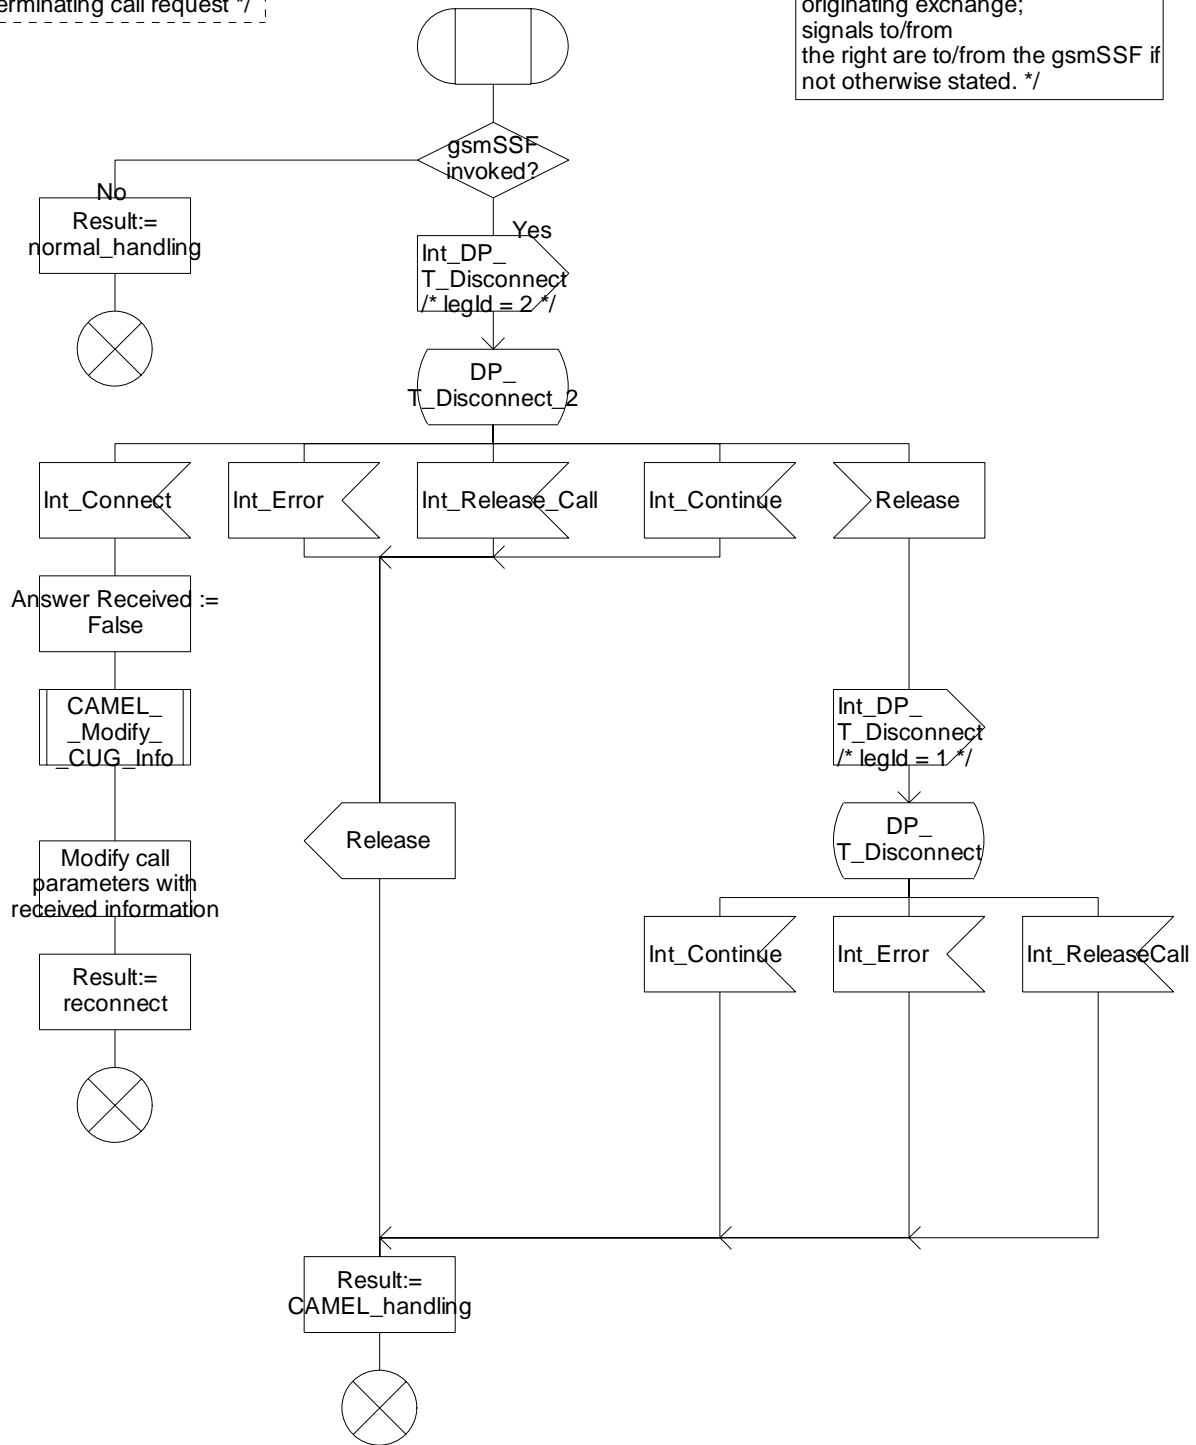 erminating call request */
originating exchange;
signals to/from
the right are to/from the gsmSSF if
not otherwise stated. */
gsmSSF
invoked?
No
Yes
Result:=
normal_handling
Int_DP_
T_Disconnect
/* legId = 2 */
DP_
T_Disconnect_2
Int_Connect
Int_Error
Int_Release_Call
Int_Continue
Release
Answer Received :=
False
CAMEL_
_Modify_
_CUG_Info
Int_DP_
T_Disconnect
/* legId = 1 */
Release
DP_
T_Disconnect
Modify call
parameters with
received information
Int_Continue
Int_Error
Int_ReleaseCall
Result:=
reconnect
Result:=
CAMEL_handling